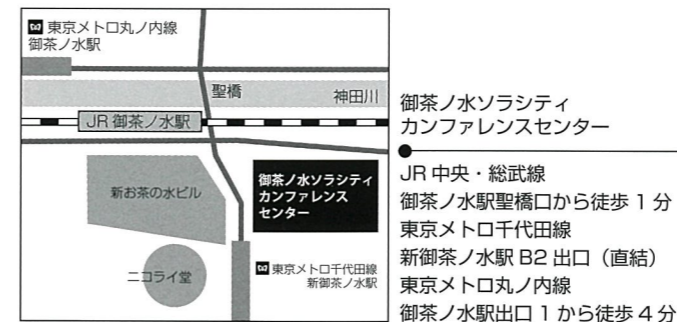 東京メトロ丸ノ内線
御茶ノ水駅
聖橋
神田川
JR 御茶ノ水駅
新お茶の水ビル
御茶ノ水ソラシティ
カンファレンス
センター
ニコライ堂
東京メトロ千代田線
新御茶ノ水駅
御茶ノ水ソラシティ
カンファレンスセンター
JR 中央・総武線
御茶ノ水駅聖橋口から徒歩 1 分
東京メトロ千代田線
新御茶ノ水駅 B2 出口（直結）
東京メトロ丸ノ内線
御茶ノ水駅出口 1 から徒歩 4 分